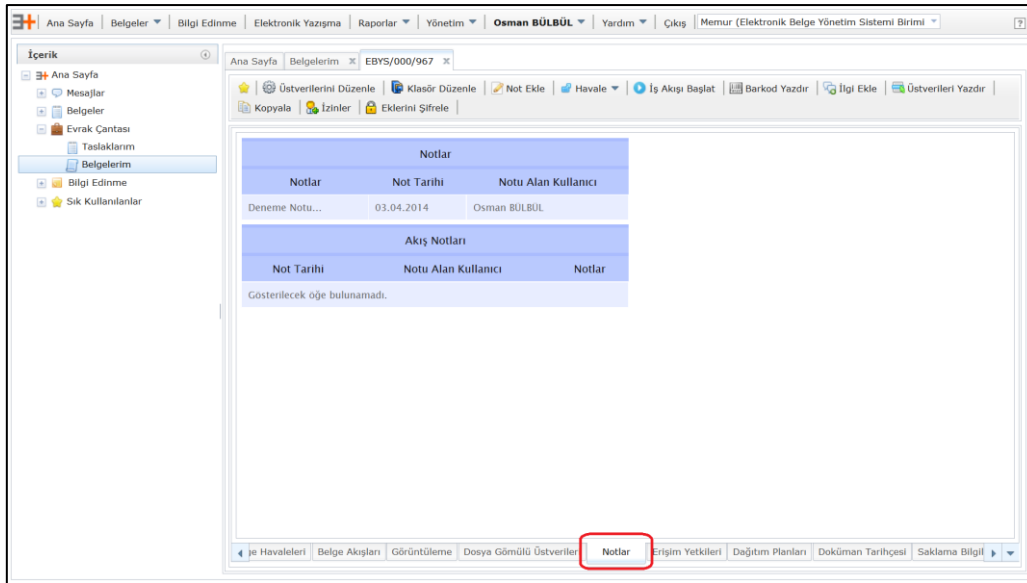 Ana Sayfa Belgeler Bilgi Edinme Elektronik Yazışma Raporlar Yönetim Osman BÜLBÜL Yardım Çıkış Memur (Elektronik Belge Yönetim Sistemi Birimi
İçerik
Ana Sayfa
Mesajlar
Belgeler
Evrak Çantası
Taslaklarım
Belgelerim
Bilgi Edinme
Sık Kullanılanlar
Ana Sayfa Belgelerim x EBYS/000/967 x
Üstverilerini Düzenle Klasör Düzenle Not Ekle Havale İş Akışı Başlat Barkod Yazdır İlgi Ekle Üstverileri Yazdır
Kopyala İzinler Eklerini Şifrele
Notlar
Notlar Not Tarihi Notu Alan Kullanıcı
Deneme Notu... 03.04.2014 Osman BÜLBÜL
Akış Notları
Not Tarihi Notu Alan Kullanıcı Notlar
Gösterilecek öğe bulunamadı.
ge Havaleleri Belge Akışları Görüntüleme Dosya Gömülü Üstveriler Notlar Erişim Yetkileri Dağıtım Planları Doküman Tarihçesi Saklama Bilgil